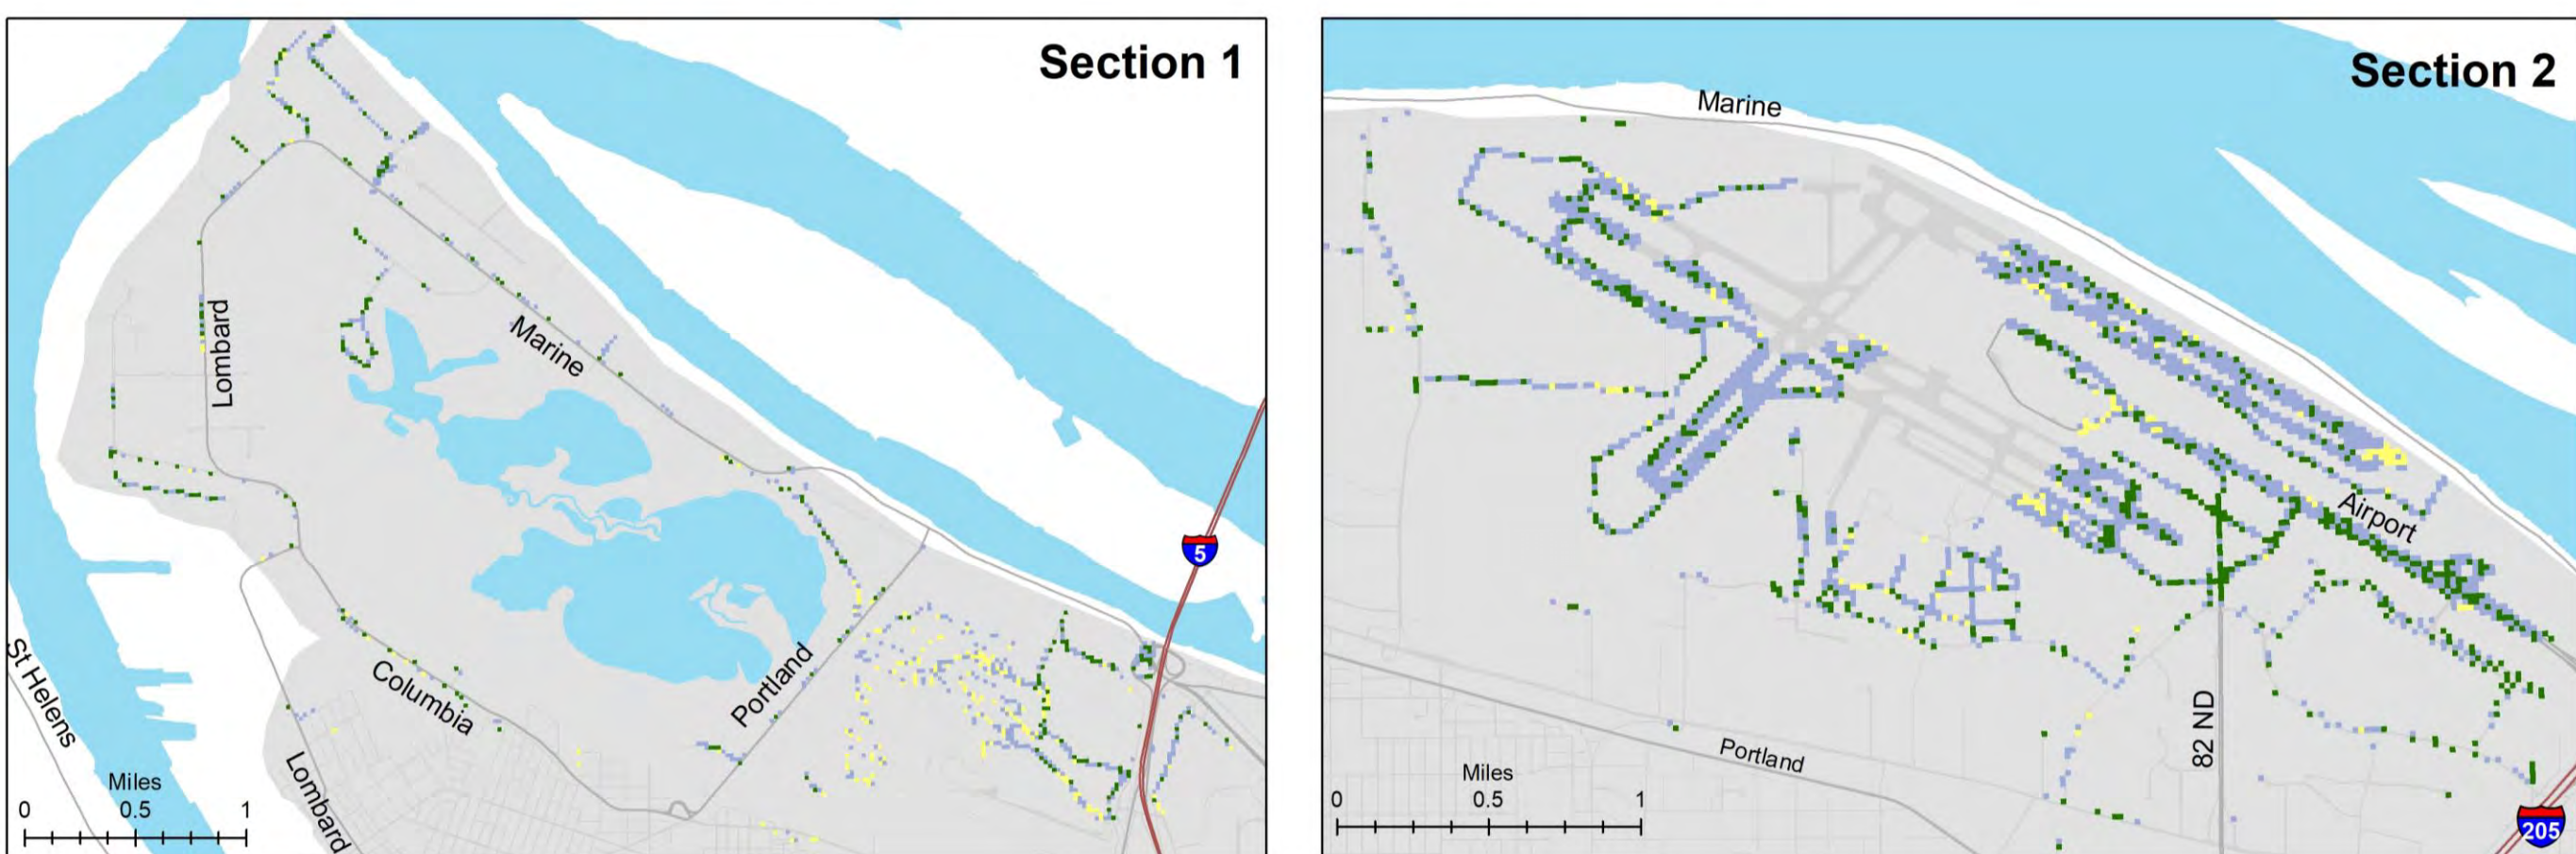 Section 1
Lombard
Marine
5
St Helens
Columbia
Portland
Lombard
Miles
0 0.5 1
Section 2
Marine
Airport
82 ND
Portland
Miles
0 0.5 1
205